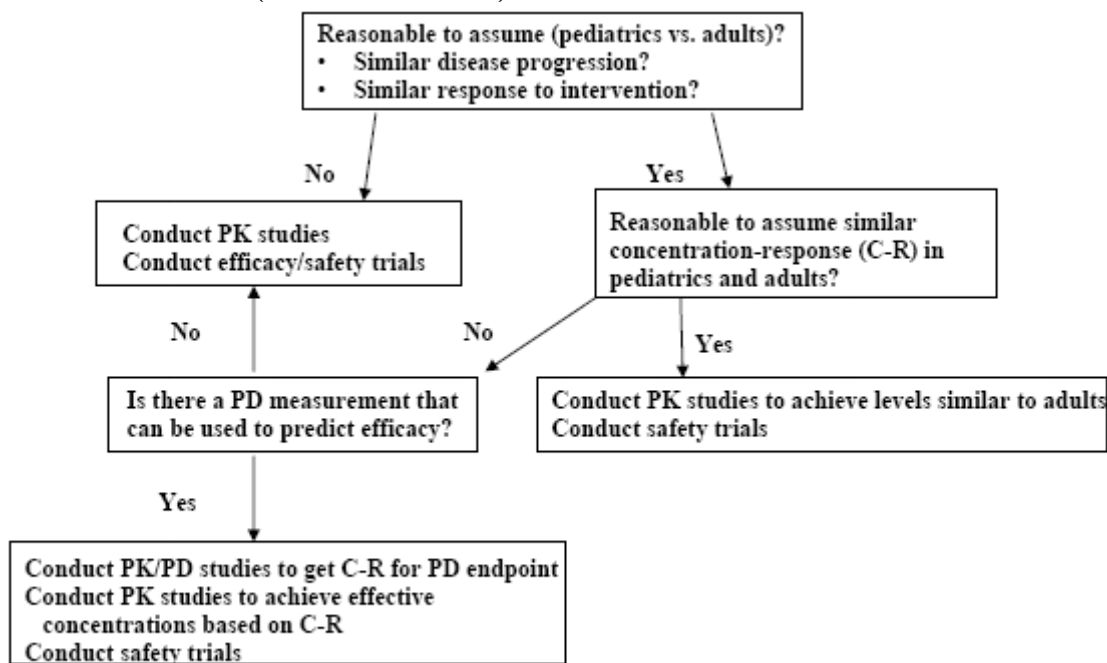 Reasonable to assume (pediatrics vs. adults)?
• Similar disease progression?
• Similar response to intervention?
No
Yes
Conduct PK studies
Conduct efficacy/safety trials
Reasonable to assume similar
concentration-response (C-R) in
pediatrics and adults?
No
No
Yes
Is there a PD measurement that
can be used to predict efficacy?
Conduct PK studies to achieve levels similar to adults
Conduct safety trials
Yes
Conduct PK/PD studies to get C-R for PD endpoint
Conduct PK studies to achieve effective
concentrations based on C-R
Conduct safety trials